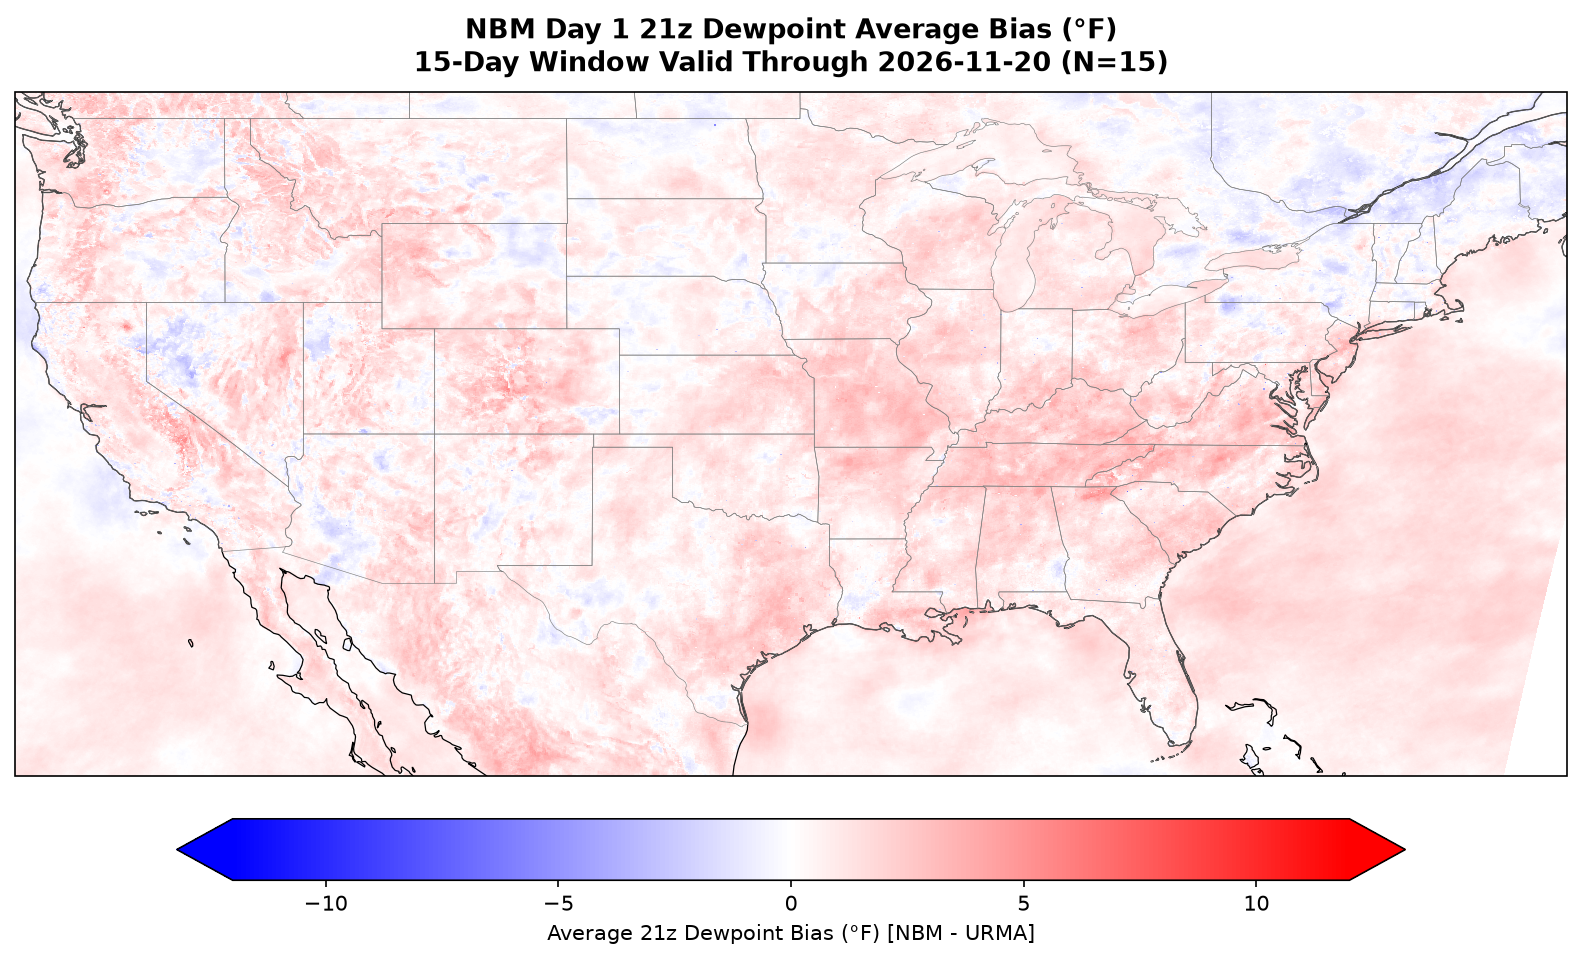 NBM Day 1 21z Dewpoint Average Bias (°F)
15-Day Window Valid Through 2026-11-20 (N=15)
−10 −5 0 5 10
Average 21z Dewpoint Bias (°F) [NBM - URMA]